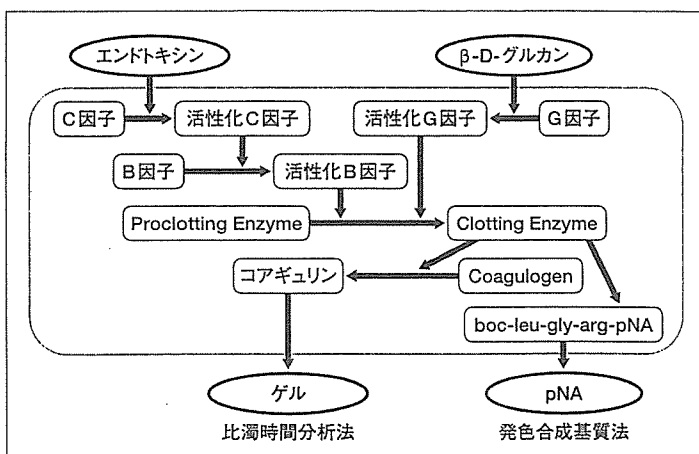 エンドトキシン
β-D-グルカン
C因子
活性化C因子
活性化G因子
G因子
B因子
活性化B因子
Proclotting Enzyme
Clotting Enzyme
コアギュリン
Coagulogen
boc-leu-gly-arg-pNA
ゲル
pNA
比濁時間分析法
発色合成基質法